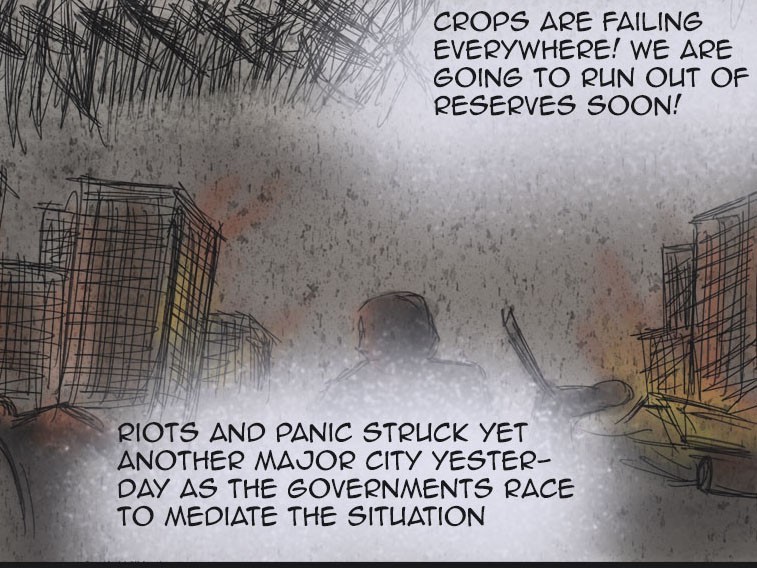 CROPS ARE FAILING
EVERYWHERE! WE ARE
GOING TO RUN OUT OF
RESERVES SOON!
RIOTS AND PANIC STRUCK YET
ANOTHER MAJOR CITY YESTER-
DAY AS THE GOVERNMENTS RACE
TO MEDIATE THE SITUATION